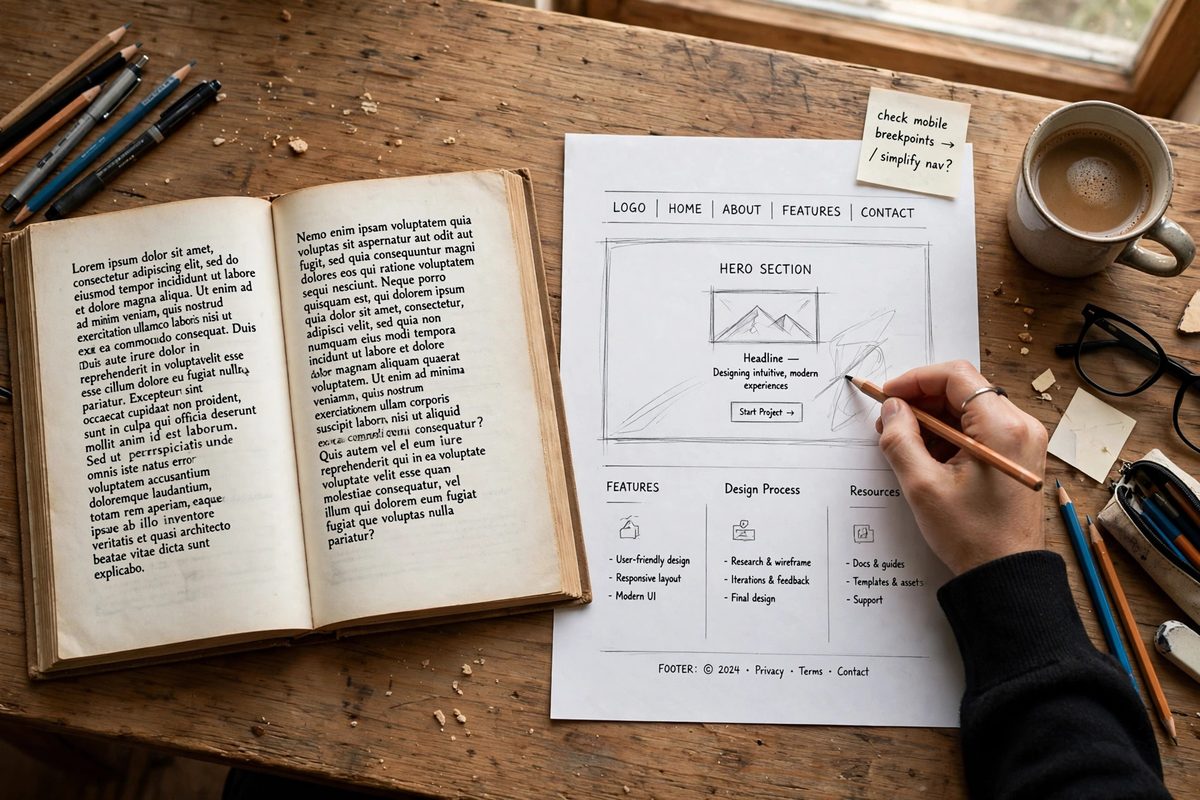 Lorem ipsum dolor sit amet,
consectetur adipiscing elit, sed do
eiusmod tempor incididunt ut labore
et dolore magna aliqua. Ut enim ad
ad minim veniam, quis nostrud
exercitation ullamco laboris nisi ut
ex ea commodo consequat. Duis
Duis aute irure dolor in
reprehenderit in voluptavelit esse
esse cillum dolore eu fugiat nulla
pariatur. Excepteur sint
occaecat cupidaat non proident,
sunt in culpa qui officia deserunt
mollit anim id est laborum.
Sed ut perrspiciatis unde
omnis iste natus error
voluptatem accusantium
doloremque laudantium,
totam rem aperiam, eaque
ipsae ab illo inventore
veritatis et quasi architecto
beatae vitae dicta sunt
explicabo.
Nemo enim ipsam voluptatem quia
voluptas sit aspernatur aut odit aut
fugit, sed quia consequuntur magni
dolores eos qui ratione voluptatem
sequi nesciunt. Neque porro
quisquam est, qui dolorem ipsum
quia dolor sit amet, consectetur,
adipisci velit, sed quia non
numquam eius modi tempora
incidunt ut labore et dolore
dolor magnam aliquam quaerat
voluptatem. Ut enim ad minima
veniamn, quis nostrum
exerciationem ullam corporis
suscipit laborn, nisi ut aliquid
consequatur?
Quis autem vel el eum iure
reprehenderit qui in ea voluptate
voluptate velit esse quam
molestiae consequatur, vel
illum qui dolorem eum fugiat
fugiat que voluptas nulla
pariatur?
check mobile
breakpoints →
/ simplify nav?
LOGO | HOME | ABOUT | FEATURES | CONTACT
HERO SECTION
Headline —
Designing intuitive, modern
experiences
Start Project →
FEATURES
- User-friendly design
- Responsive layout
- Modern UI
Design Process
- Research & wireframe
- Iterations & feedback
- Final design
Resources
- Docs & guides
- Templates & assets
- Support
FOOTER: © 2024 · Privacy · Terms · Contact